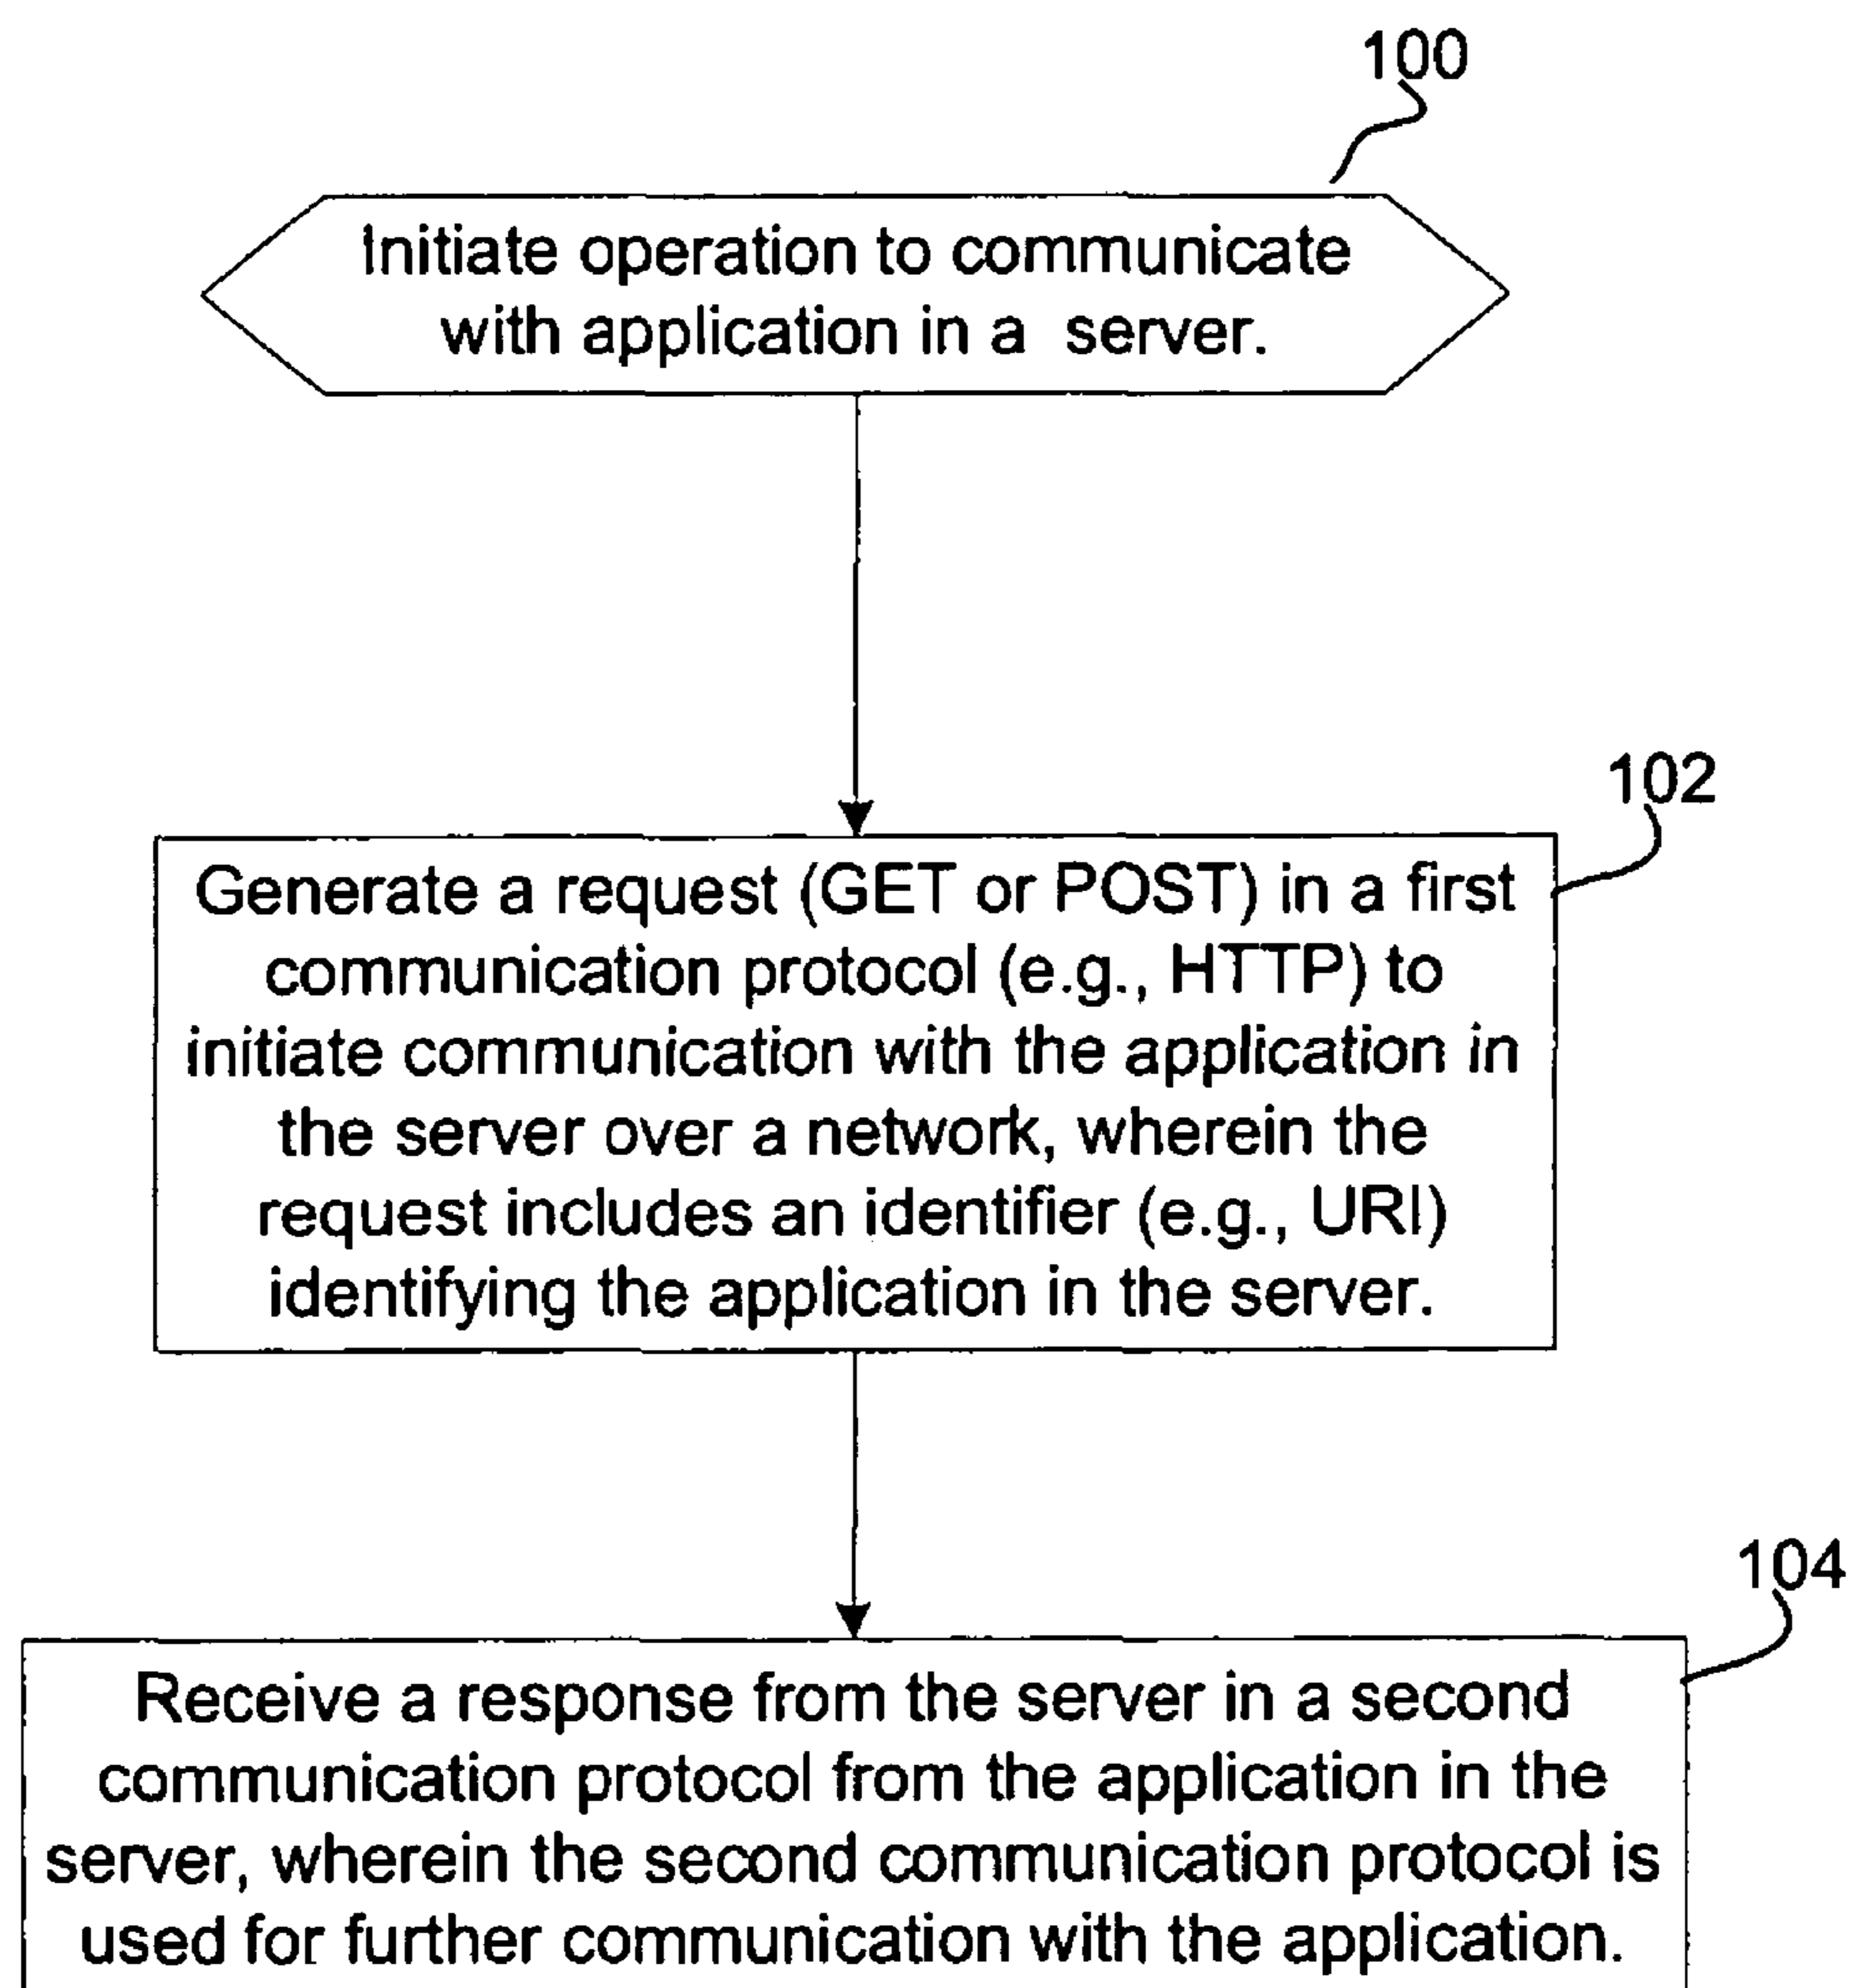 100
Initiate operation to communicate
with application in a server.
102
Generate a request (GET or POST) in a first
communication protocol (e.g., HTTP) to
initiate communication with the application in
the server over a network, wherein the
request includes an identifier (e.g., URI)
identifying the application in the server.
104
Receive a response from the server in a second
communication protocol from the application in the
server, wherein the second communication protocol is
used for further communication with the application.